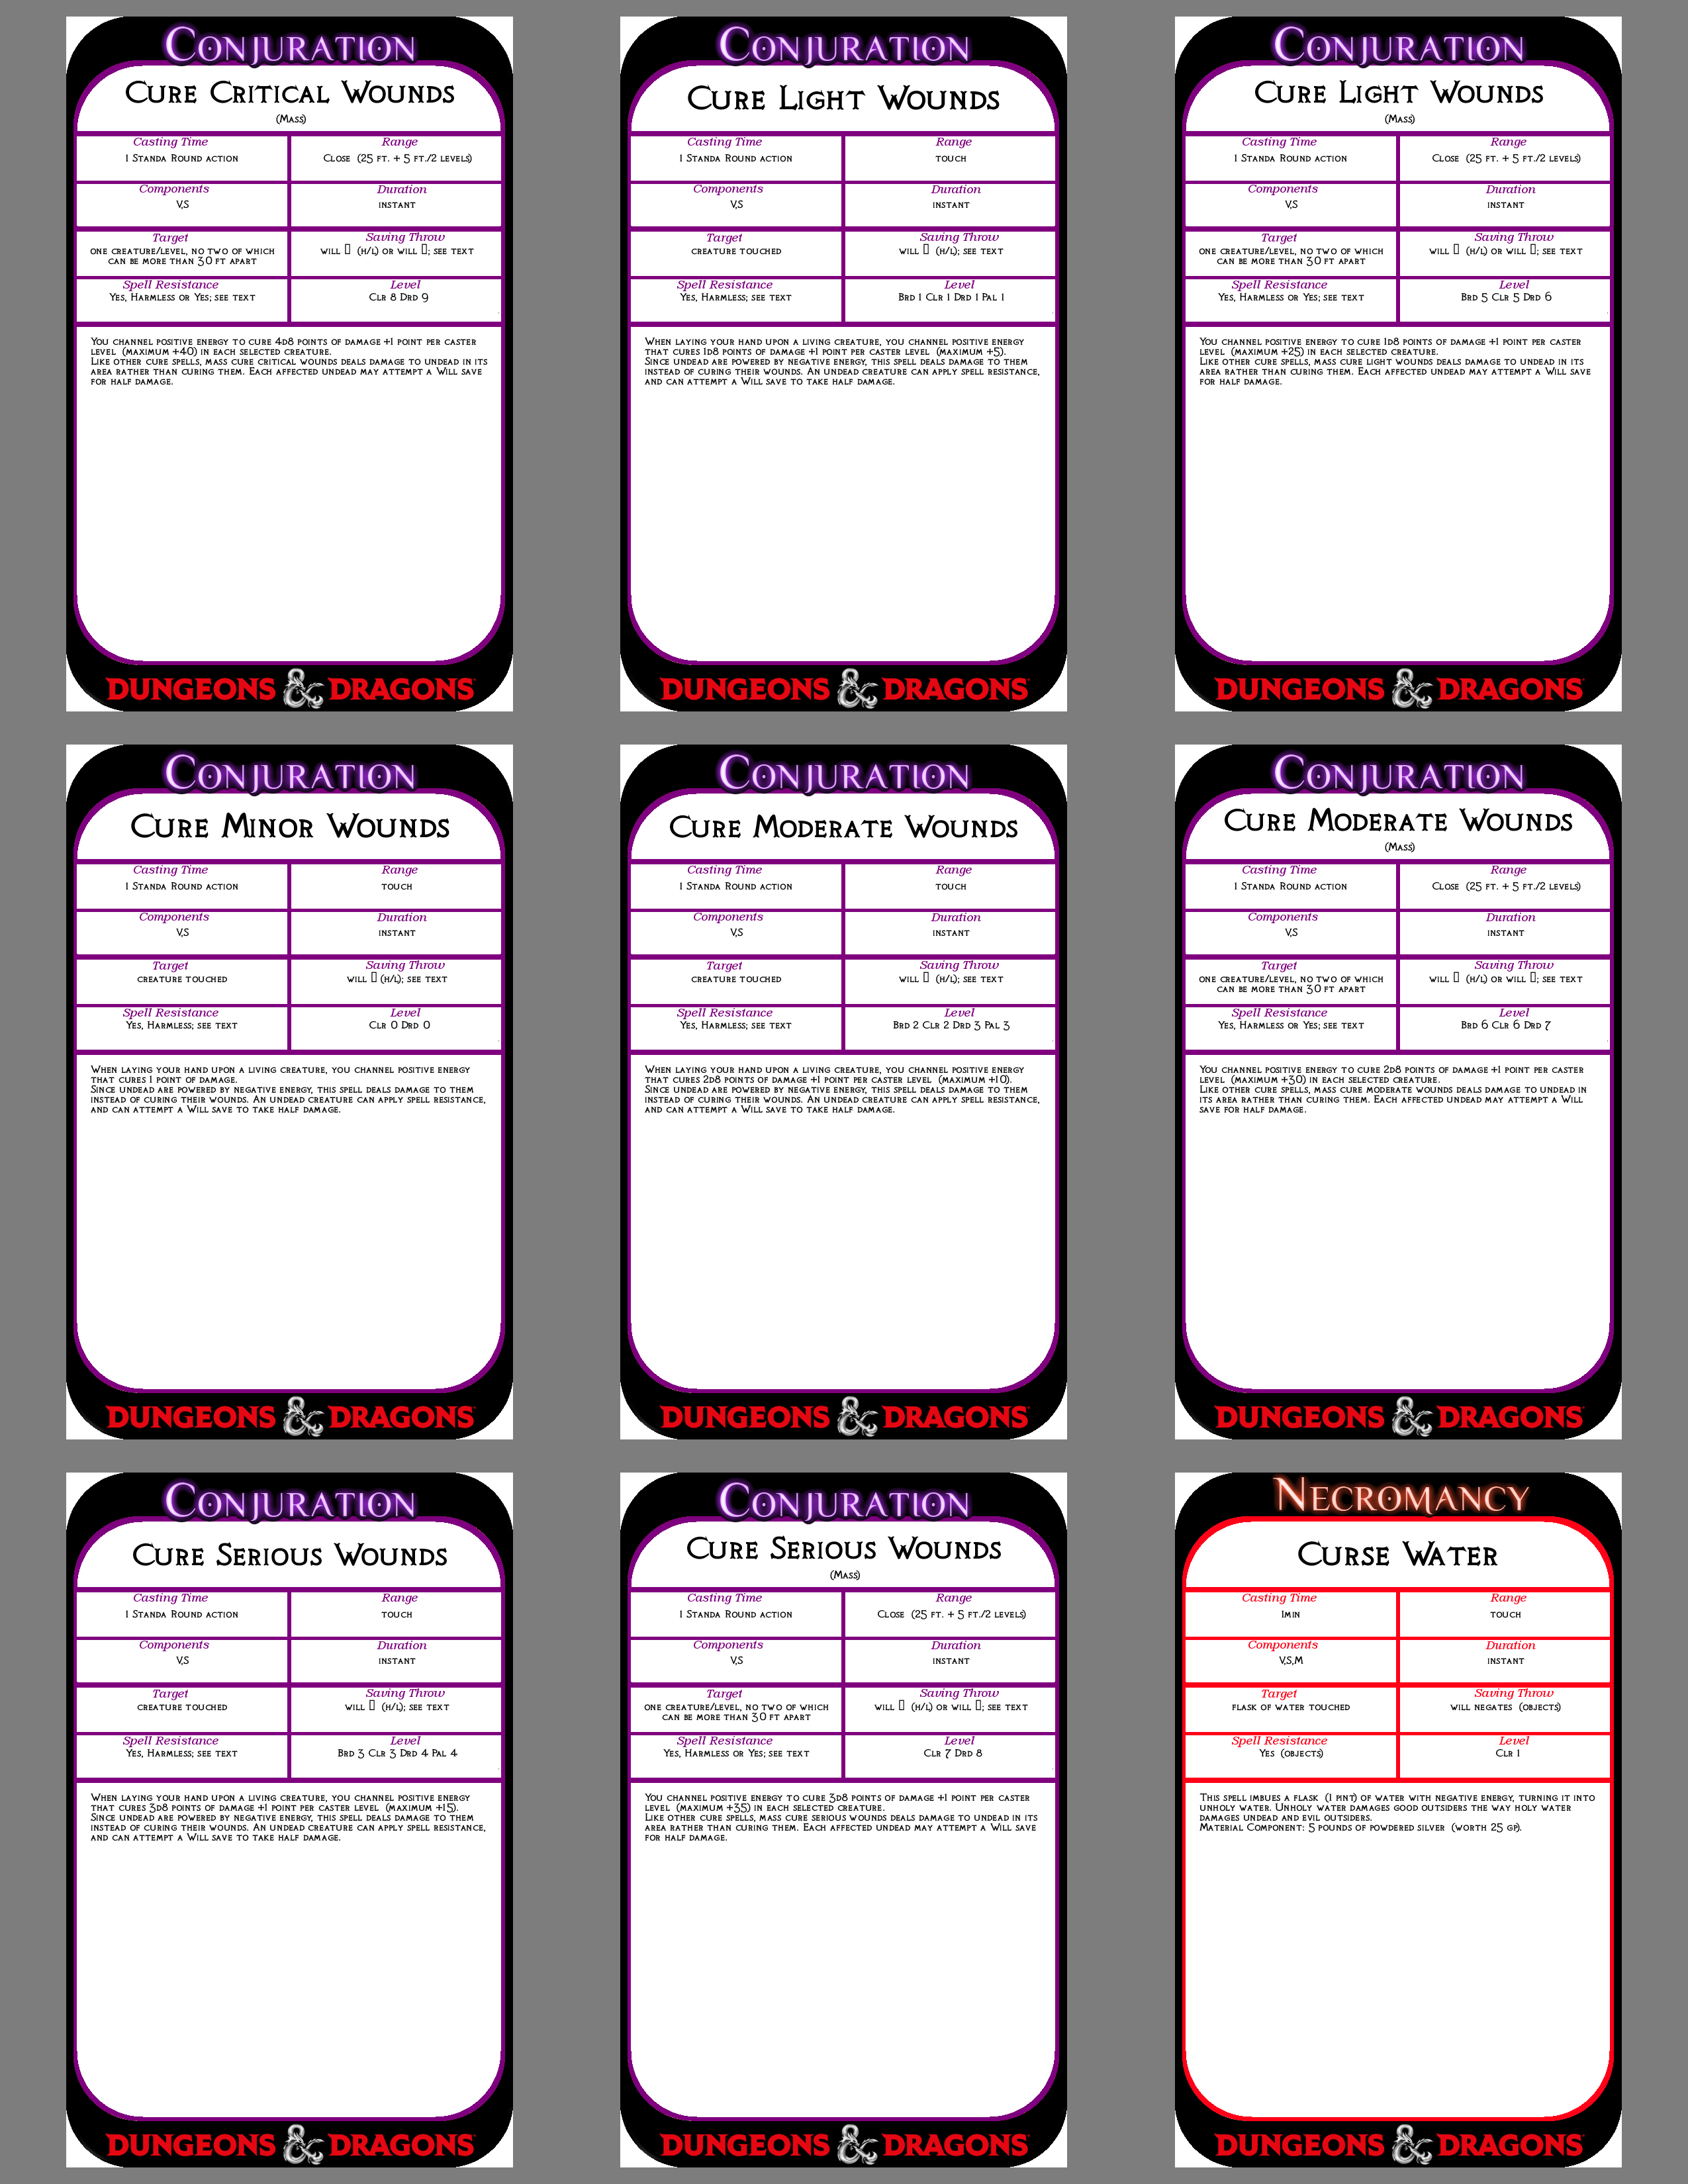 Conjuration
Cure Critical Wounds
(Mass)
Casting Time
Range
1 Standa Round action
Close (25 ft. + 5 ft./2 levels)
Components
Duration
V,S
instant
Target
Saving Throw
one creature/level, no two of which
can be more than 30 ft apart
will ▯ (h/l) or will ▯; see text
Spell Resistance
Level
Yes, Harmless or Yes; see text
Clr 8 Drd 9
You channel positive energy to cure 4d8 points of damage +1 point per caster
level (maximum +40) in each selected creature.
Like other cure spells, mass cure critical wounds deals damage to undead in its
area rather than curing them. Each affected undead may attempt a Will save
for half damage.
DUNGEONS & DRAGONS
Conjuration
Cure Light Wounds
Casting Time
Range
1 Standa Round action
touch
Components
Duration
V,S
instant
Target
Saving Throw
creature touched
will ▯ (h/l); see text
Spell Resistance
Level
Yes, Harmless; see text
Brd 1 Clr 1 Drd 1 Pal 1
When laying your hand upon a living creature, you channel positive energy
that cures 1d8 points of damage +1 point per caster level (maximum +5).
Since undead are powered by negative energy, this spell deals damage to them
instead of curing their wounds. An undead creature can apply spell resistance,
and can attempt a Will save to take half damage.
DUNGEONS & DRAGONS
Conjuration
Cure Light Wounds
(Mass)
Casting Time
Range
1 Standa Round action
Close (25 ft. + 5 ft./2 levels)
Components
Duration
V,S
instant
Target
Saving Throw
one creature/level, no two of which
can be more than 30 ft apart
will ▯ (h/l) or will ▯; see text
Spell Resistance
Level
Yes, Harmless or Yes; see text
Brd 5 Clr 5 Drd 6
You channel positive energy to cure 1d8 points of damage +1 point per caster
level (maximum +25) in each selected creature.
Like other cure spells, mass cure light wounds deals damage to undead in its
area rather than curing them. Each affected undead may attempt a Will save
for half damage.
DUNGEONS & DRAGONS
Conjuration
Cure Minor Wounds
Casting Time
Range
1 Standa Round action
touch
Components
Duration
V,S
instant
Target
Saving Throw
creature touched
will ▯ (h/l); see text
Spell Resistance
Level
Yes, Harmless; see text
Clr 0 Drd 0
When laying your hand upon a living creature, you channel positive energy
that cures 1 point of damage.
Since undead are powered by negative energy, this spell deals damage to them
instead of curing their wounds. An undead creature can apply spell resistance,
and can attempt a Will save to take half damage.
DUNGEONS & DRAGONS
Conjuration
Cure Moderate Wounds
Casting Time
Range
1 Standa Round action
touch
Components
Duration
V,S
instant
Target
Saving Throw
creature touched
will ▯ (h/l); see text
Spell Resistance
Level
Yes, Harmless; see text
Brd 2 Clr 2 Drd 3 Pal 3
When laying your hand upon a living creature, you channel positive energy
that cures 2d8 points of damage +1 point per caster level (maximum +10).
Since undead are powered by negative energy, this spell deals damage to them
instead of curing their wounds. An undead creature can apply spell resistance,
and can attempt a Will save to take half damage.
DUNGEONS & DRAGONS
Conjuration
Cure Moderate Wounds
(Mass)
Casting Time
Range
1 Standa Round action
Close (25 ft. + 5 ft./2 levels)
Components
Duration
V,S
instant
Target
Saving Throw
one creature/level, no two of which
can be more than 30 ft apart
will ▯ (h/l) or will ▯; see text
Spell Resistance
Level
Yes, Harmless or Yes; see text
Brd 6 Clr 6 Drd 7
You channel positive energy to cure 2d8 points of damage +1 point per caster
level (maximum +30) in each selected creature.
Like other cure spells, mass cure moderate wounds deals damage to undead in
its area rather than curing them. Each affected undead may attempt a Will
save for half damage.
DUNGEONS & DRAGONS
Conjuration
Cure Serious Wounds
Casting Time
Range
1 Standa Round action
touch
Components
Duration
V,S
instant
Target
Saving Throw
creature touched
will ▯ (h/l); see text
Spell Resistance
Level
Yes, Harmless; see text
Brd 3 Clr 3 Drd 4 Pal 4
When laying your hand upon a living creature, you channel positive energy
that cures 3d8 points of damage +1 point per caster level (maximum +15).
Since undead are powered by negative energy, this spell deals damage to them
instead of curing their wounds. An undead creature can apply spell resistance,
and can attempt a Will save to take half damage.
DUNGEONS & DRAGONS
Conjuration
Cure Serious Wounds
(Mass)
Casting Time
Range
1 Standa Round action
Close (25 ft. + 5 ft./2 levels)
Components
Duration
V,S
instant
Target
Saving Throw
one creature/level, no two of which
can be more than 30 ft apart
will ▯ (h/l) or will ▯; see text
Spell Resistance
Level
Yes, Harmless or Yes; see text
Clr 7 Drd 8
You channel positive energy to cure 3d8 points of damage +1 point per caster
level (maximum +35) in each selected creature.
Like other cure spells, mass cure serious wounds deals damage to undead in its
area rather than curing them. Each affected undead may attempt a Will save
for half damage.
DUNGEONS & DRAGONS
Necromancy
Curse Water
Casting Time
Range
1min
touch
Components
Duration
V,S,M
instant
Target
Saving Throw
flask of water touched
will negates (objects)
Spell Resistance
Level
Yes (objects)
Clr 1
This spell imbues a flask (1 pint) of water with negative energy, turning it into
unholy water. Unholy water damages good outsiders the way holy water
damages undead and evil outsiders.
Material Component: 5 pounds of powdered silver (worth 25 gp).
DUNGEONS & DRAGONS